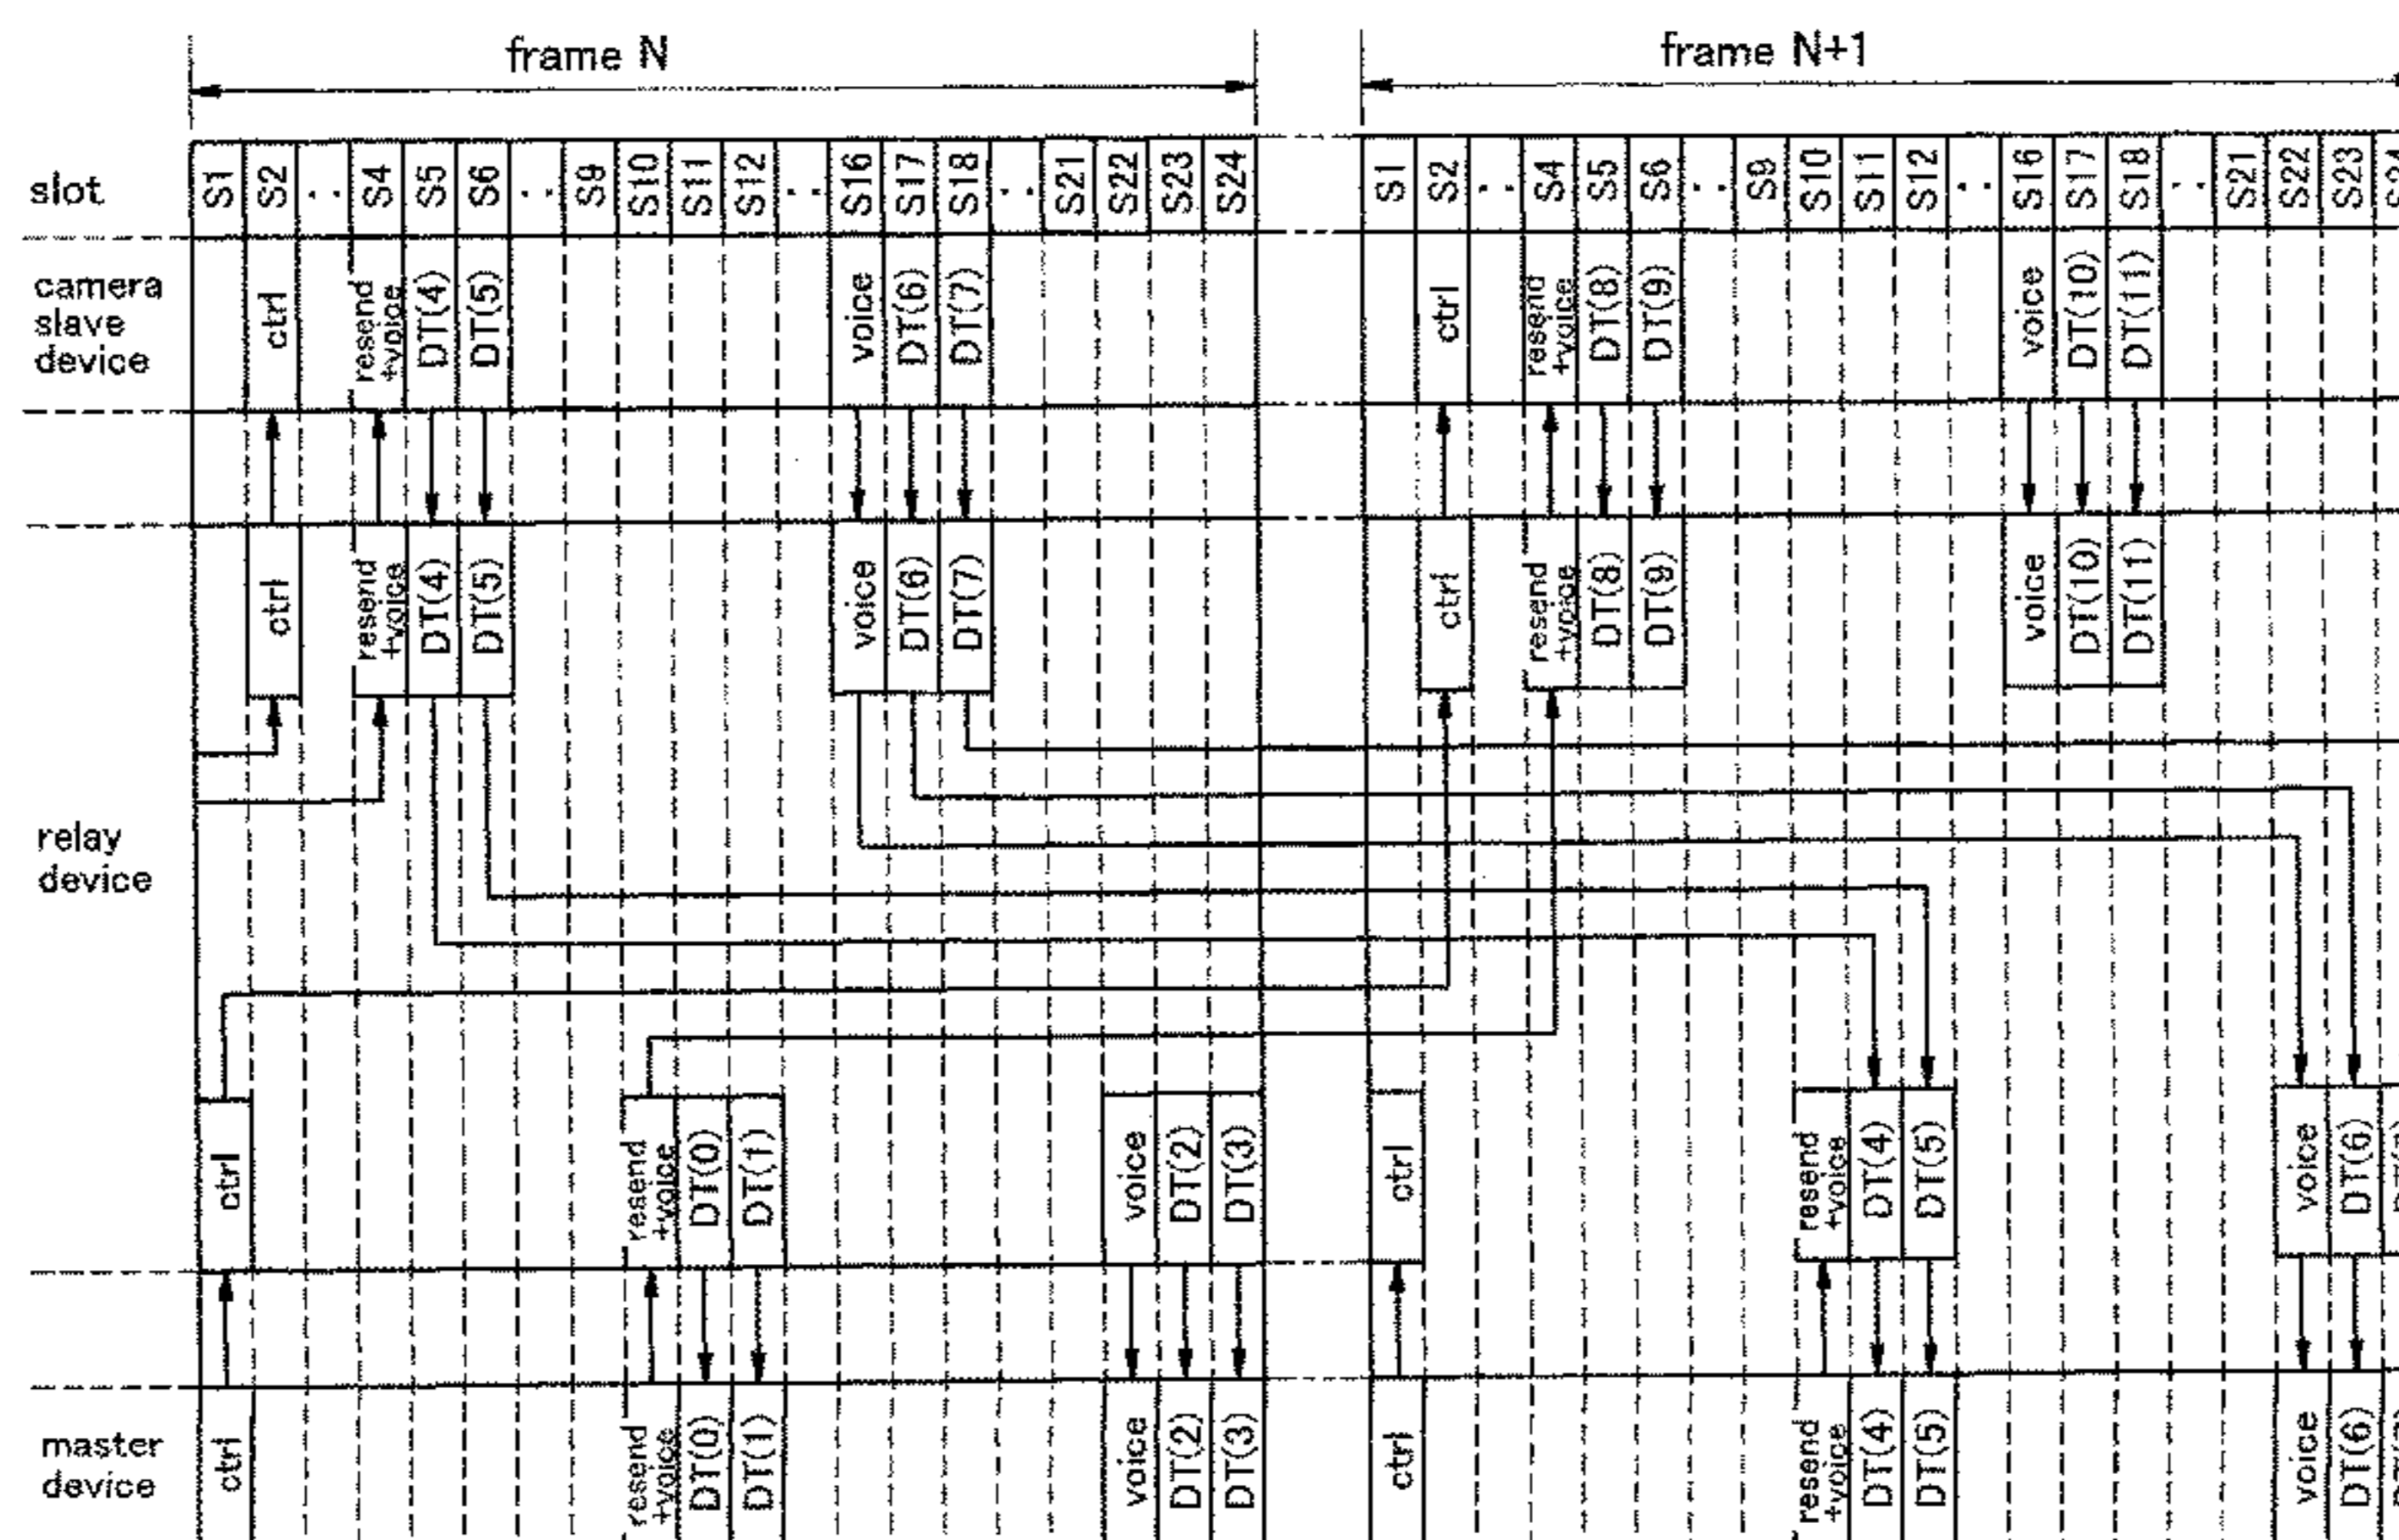 frame N
frame N+1
slot S1 S2 ‥ S4 S5 S6 ‥ S9 S10 S11 S12 ‥ S16 S17 S18 ‥ S21 S22 S23 S24 S1 S2 ‥ S4 S5 S6 ‥ S9 S10 S11 S12 ‥ S16 S17 S18 ‥ S21 S22 S23 S24
camera
slave
device
ctrl
resend
+voice
DT(4)
DT(5)
voice
DT(6)
DT(7)
ctrl
resend
+voice
DT(8)
DT(9)
voice
DT(10)
DT(11)
ctrl
resend
+voice
DT(4)
DT(5)
voice
DT(6)
DT(7)
ctrl
resend
+voice
DT(8)
DT(9)
voice
DT(10)
DT(11)
relay
device
ctrl
resend
+voice
DT(0)
DT(1)
voice
DT(2)
DT(3)
ctrl
resend
+voice
DT(4)
DT(5)
voice
DT(6)
master
device
ctrl
resend
+voice
DT(0)
DT(1)
voice
DT(2)
DT(3)
ctrl
resend
+voice
DT(4)
DT(5)
voice
DT(6)